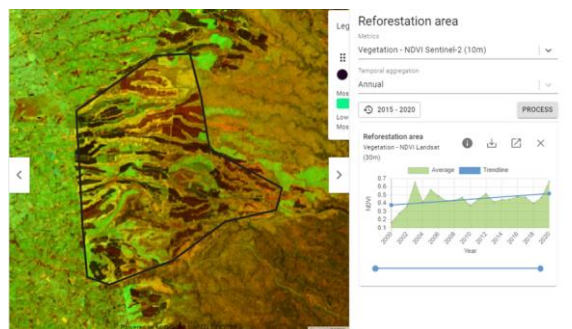 Reforestation area
Leg
Metrics
Vegetation - NDVI Sentinel-2 (10m)
Temporal aggregation
Annual
Mos
2015 - 2020
PROCESS
Low
Mos
Reforestation area
Vegetation - NDVI Landsat
(30m)
Average
Trendline
0.7
0.6
0.5
0.4
0.3
0.2
0.1
NDVI
2000
2002
2004
2006
2008
2010
2012
2014
2016
2018
2020
Year